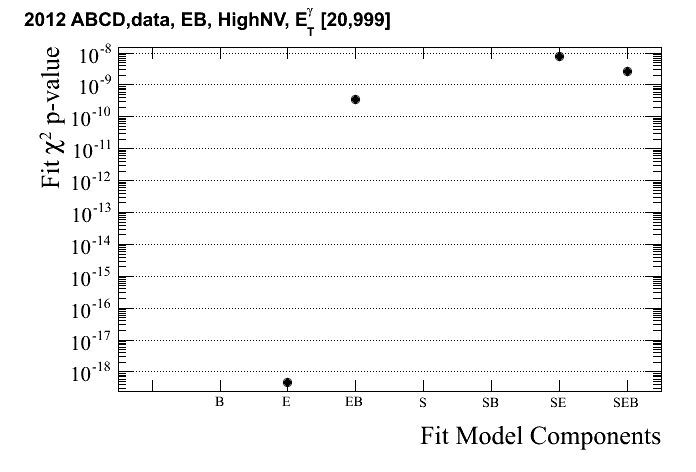 2012 ABCD,data, EB, HighNV, E_T^γ [20,999]
Fit χ² p-value
10⁻⁸
10⁻⁹
10⁻¹⁰
10⁻¹¹
10⁻¹²
10⁻¹³
10⁻¹⁴
10⁻¹⁵
10⁻¹⁶
10⁻¹⁷
10⁻¹⁸
B E EB S SB SE SEB
Fit Model Components